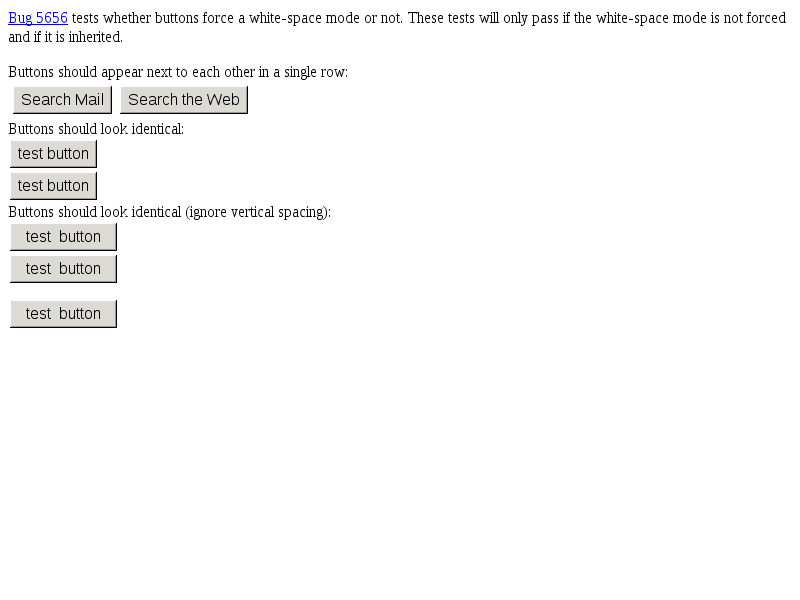 Bug 5656 tests whether buttons force a white-space mode or not. These tests will only pass if the white-space mode is not forced
and if it is inherited.
Buttons should appear next to each other in a single row:
Search Mail Search the Web
Buttons should look identical:
test button
test button
Buttons should look identical (ignore vertical spacing):
test  button
test  button
test  button